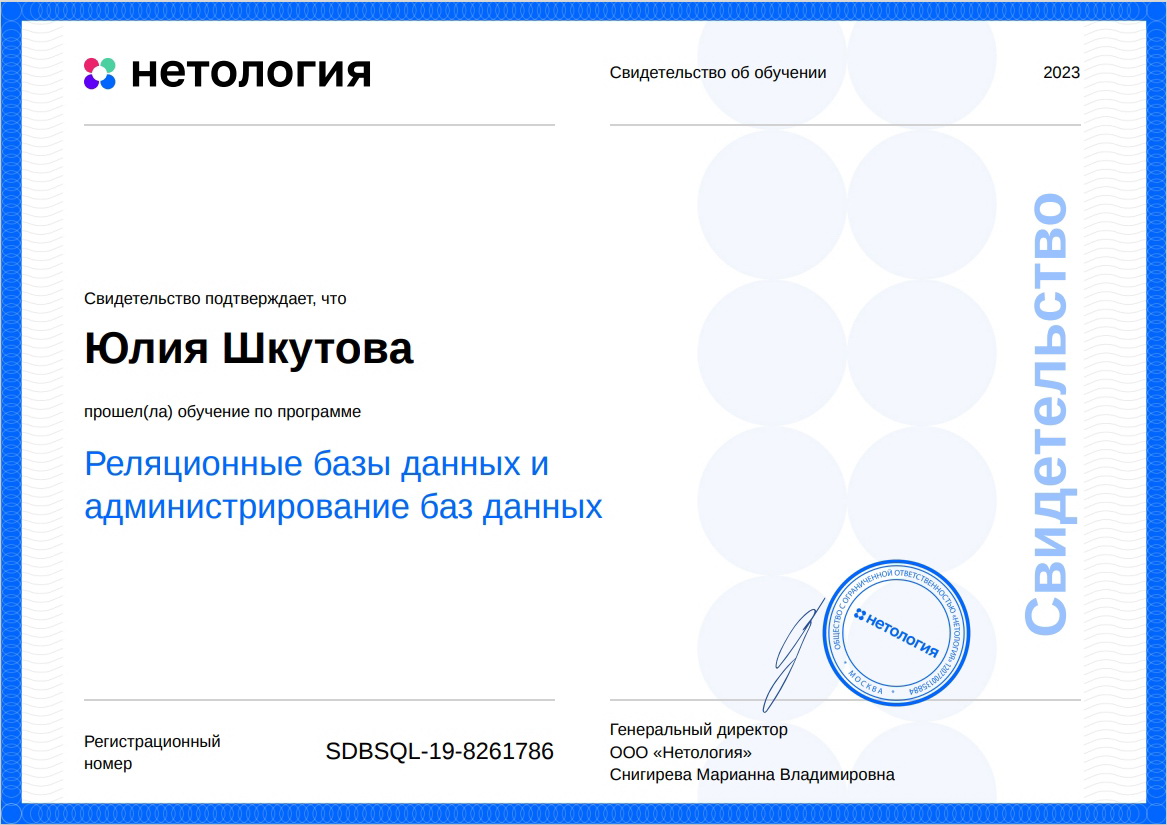 нетология
Свидетельство об обучении
2023
Свидетельство подтверждает, что
Юлия Шкутова
прошел(ла) обучение по программе
Реляционные базы данных и
администрирование баз данных
Свидетельство
ОБЩЕСТВО С ОГРАНИЧЕННОЙ ОТВЕТСТВЕННОСТЬЮ «НЕТОЛОГИЯ»
* МОСКВА *
нетология
Регистрационный
номер
SDBSQL-19-8261786
Генеральный директор
ООО «Нетология»
Снигирева Марианна Владимировна